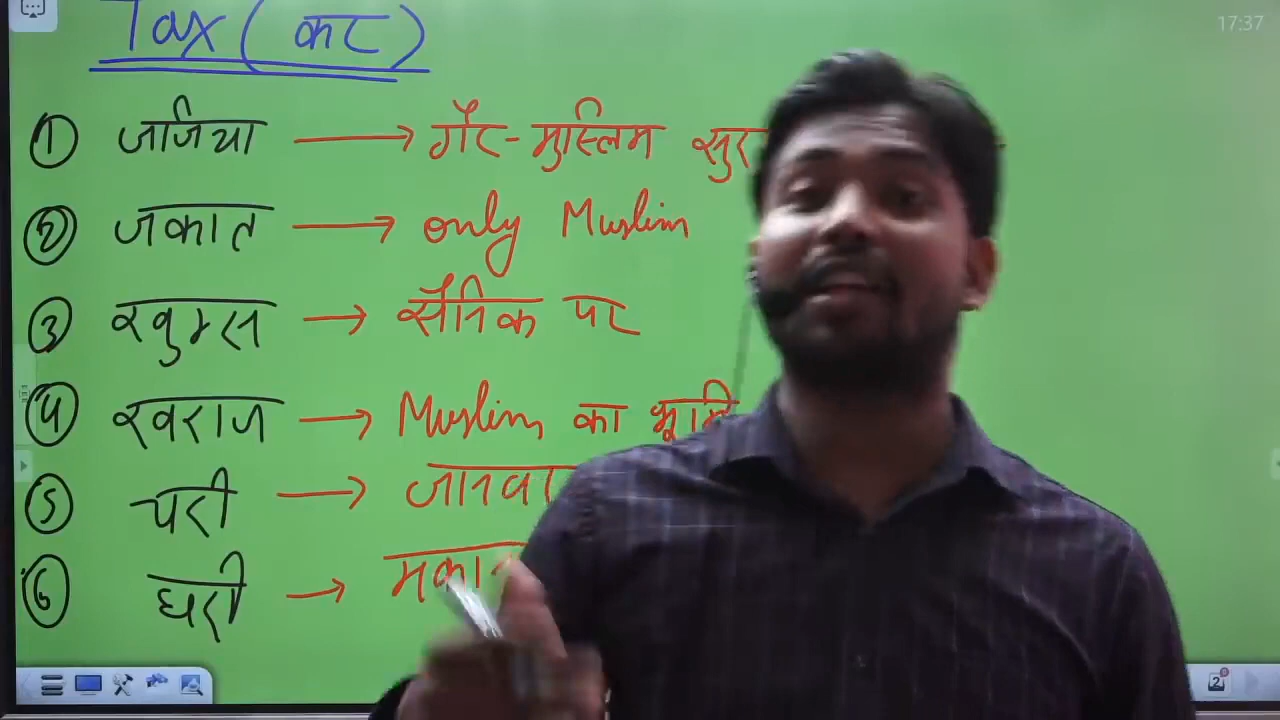 17:37
Tax (कर)
① जजिया → गैर-मुस्लिम
② जकात → only Muslim
③ खुम्स → सैनिक पर
④ खराज → Muslim का
⑤ चरी →
⑥ घरी →
2